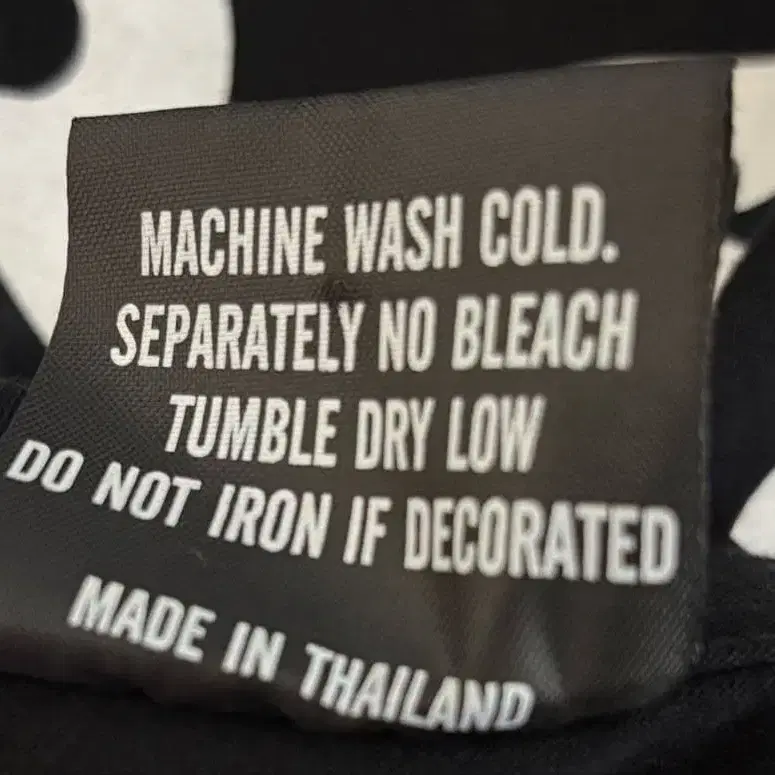 MACHINE WASH COLD.
SEPARATELY NO BLEACH
TUMBLE DRY LOW
DO NOT IRON IF DECORATED
MADE IN THAILAND